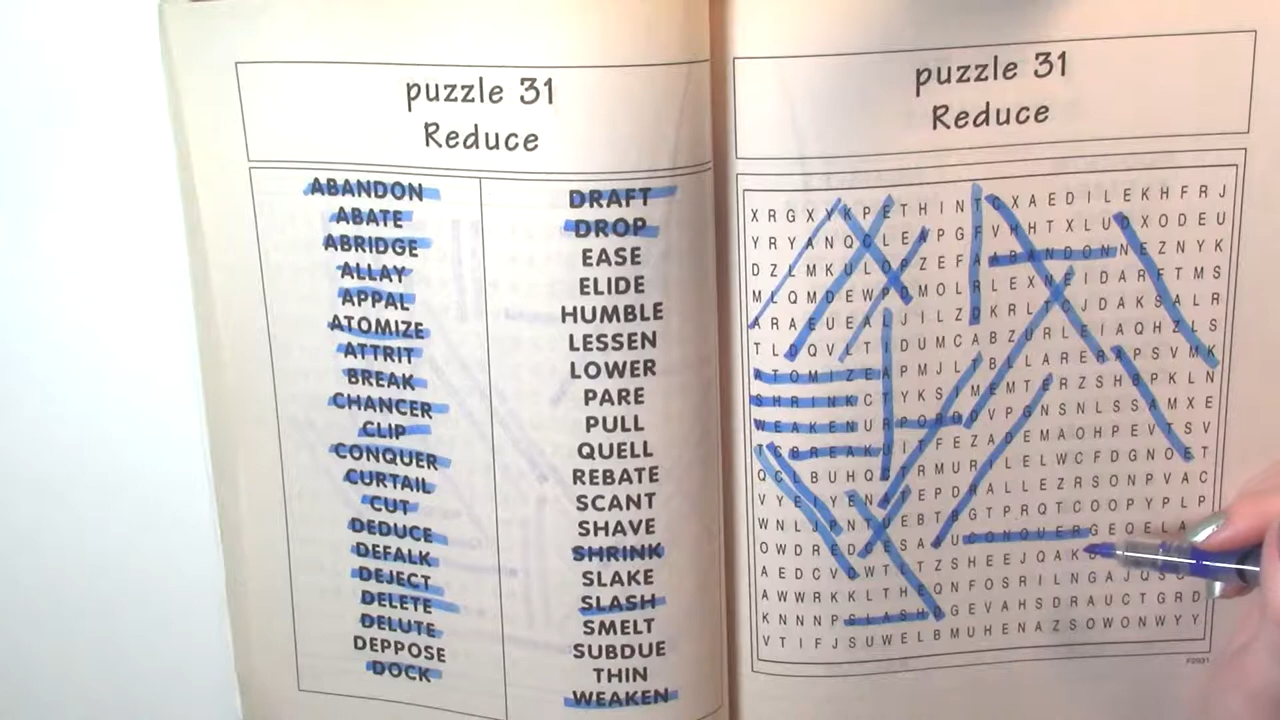 puzzle 31
Reduce
ABANDON
ABATE
ABRIDGE
ALLAY
APPAL
ATOMIZE
ATTRIT
BREAK
CHANCER
CLIP
CONQUER
CURTAIL
CUT
DEDUCE
DEFALK
DEJECT
DELETE
DELUTE
DEPPOSE
DOCK
DRAFT
DROP
EASE
ELIDE
HUMBLE
LESSEN
LOWER
PARE
PULL
QUELL
REBATE
SCANT
SHAVE
SHRINK
SLAKE
SLASH
SMELT
SUBDUE
THIN
WEAKEN
puzzle 31
Reduce
X R G X Y K P E T H I N T C X A E D I L E K H F R J
Y R Y A N Q C L E A P G F V H H T X L U D X O D E U
D Z L M K U L O P Z E F A A B A N D O N N E Z N Y K
M L Q M D E W P D M O L R L E X N E I D A R F T M S
A R A E U E A L J I L Z D K R L T C J D A K S A L R
T L D Q V L T I D U M C A B Z U R L E I A Q H Z L S
A T O M I Z E A P M J L T B L L A R E R A P S V M K
S H R I N K C T Y K S I M E M T E R Z S H B P K L N
W E A K E N U R P O R D D V P G N S N L S S A M X E
T C B R E A K U I T F E Z A D E M A O H P E V T S V
Q C L B U H Q C T R M U R I L E L W C F D G N O E T
V Y E I Y E N A T E P D R A L L E Z R S O N P V A C
W N L J P N T U E B T B G T P R Q T C O O P Y P L P
K N N N P S L A S H O G E V A H S D R A U C T G R D
V T I F J S U W E L B M U H E N A Z S O W O N W Y Y